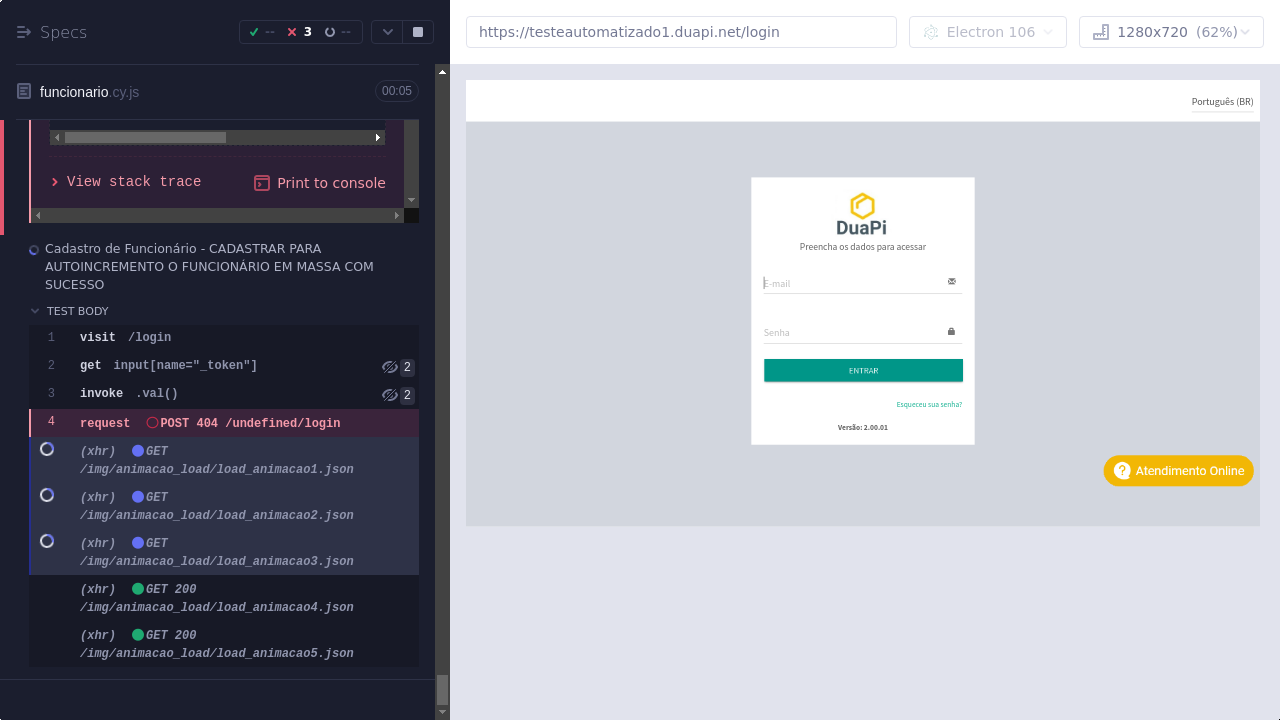 Specs
-- 3 --
https://testeautomatizado1.duapi.net/login
Electron 106
1280x720 (62%)
funcionario.cy.js
00:05
View stack trace
Print to console
Cadastro de Funcionário - CADASTRAR PARA
AUTOINCREMENTO O FUNCIONÁRIO EM MASSA COM
SUCESSO
TEST BODY
1 visit /login
2 get input[name="_token"] 2
3 invoke .val() 2
4 request POST 404 /undefined/login
(xhr) GET
/img/animacao_load/load_animacao1.json
(xhr) GET
/img/animacao_load/load_animacao2.json
(xhr) GET
/img/animacao_load/load_animacao3.json
(xhr) GET 200
/img/animacao_load/load_animacao4.json
(xhr) GET 200
/img/animacao_load/load_animacao5.json
Português (BR)
DuaPi
Preencha os dados para acessar
E-mail
Senha
ENTRAR
Esqueceu sua senha?
Versão: 2.00.01
Atendimento Online